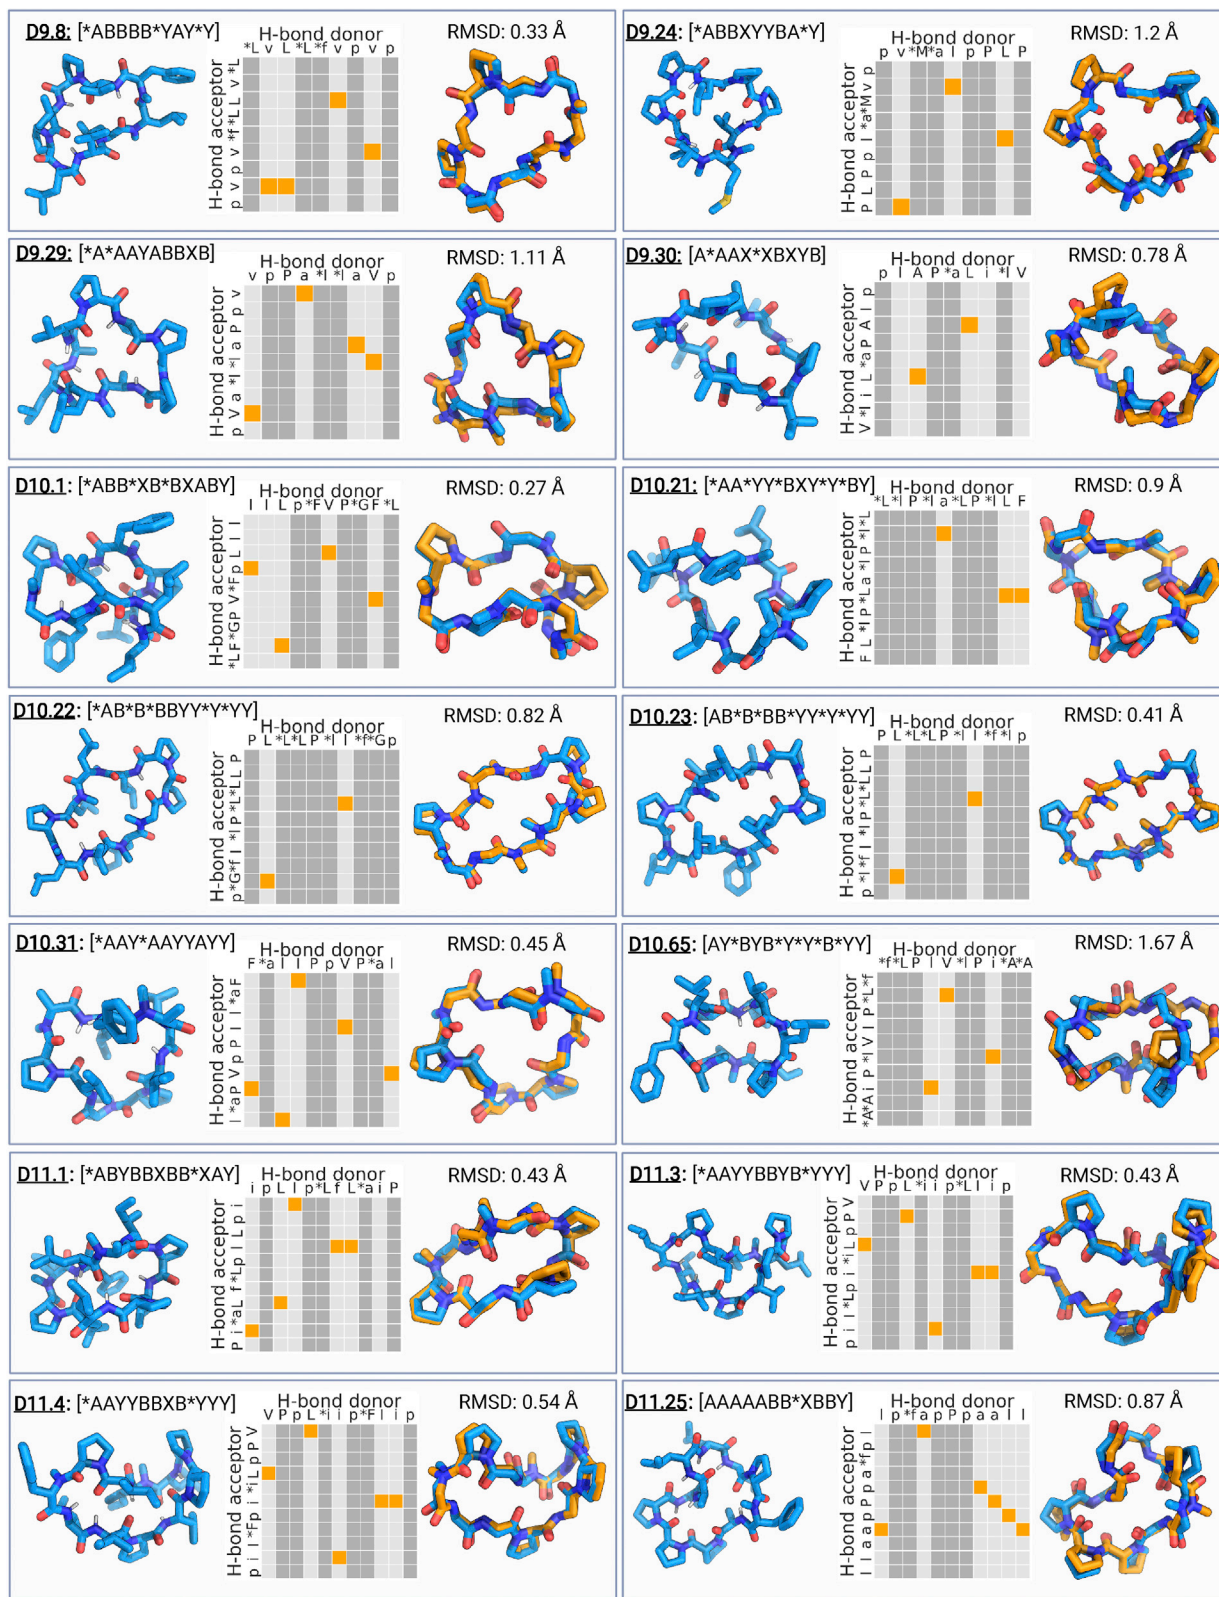 D9.8: [*ABBBB*YAY*Y]
H-bond donor
*L v L *L *f v p v p
H-bond acceptor
p v p v *f *L L v *L
RMSD: 0.33 Å
D9.24: [*ABBXYYBA*Y]
H-bond donor
p v *M *a I p P L P
H-bond acceptor
P L P p I *a *M v p
RMSD: 1.2 Å
D9.29: [*A*AAYABBXB]
H-bond donor
v p P a *I *I a V p
H-bond acceptor
p V a *I *I a P p v
RMSD: 1.11 Å
D9.30: [A*AAX*XBXYB]
H-bond donor
p I A P *a L i *I V
H-bond acceptor
V *I i L *a P A I p
RMSD: 0.78 Å
D10.1: [*ABB*XB*BXABY]
H-bond donor
I I L p *F V P *G F *L
H-bond acceptor
*L F *G P V *F p L I I
RMSD: 0.27 Å
D10.21: [*AA*YY*BXY*Y*BY]
H-bond donor
*L *I P *I a *L P *I L F
H-bond acceptor
F L *I P *L a *I P *I *L
RMSD: 0.9 Å
D10.22: [*AB*B*BBYY*Y*YY]
H-bond donor
P L *L *L P *I I *f *G p
H-bond acceptor
p *G *f I *I P *L *L L P
RMSD: 0.82 Å
D10.23: [AB*B*BB*YY*Y*YY]
H-bond donor
P L *L *L P *I I *f *I p
H-bond acceptor
p *I *f I *I P *L *L L P
RMSD: 0.41 Å
D10.31: [*AAY*AAYYAYY]
H-bond donor
F *a I I P p V P *a I
H-bond acceptor
I *a P V p P I I *a F
RMSD: 0.45 Å
D10.65: [AY*BYB*Y*Y*B*YY]
H-bond donor
*f *L P I V *I P i *A *A
H-bond acceptor
*A *A i P *I V I P *L *f
RMSD: 1.67 Å
D11.1: [*ABYBBXBB*XAY]
H-bond donor
i p L I p *L f L *a i P
H-bond acceptor
P i *a L f *L p I L p i
RMSD: 0.43 Å
D11.3: [*AAYYBBYB*YYY]
H-bond donor
V P p L *i i p *L I i p
H-bond acceptor
p i I *L p i *i L p P V
RMSD: 0.43 Å
D11.4: [*AAYYBBXB*YYY]
H-bond donor
V P p L *i i p *F I i p
H-bond acceptor
p i I *F p i *i L p P V
RMSD: 0.54 Å
D11.25: [AAAAABB*XBBY]
H-bond donor
I p *f a p P p a a I I
H-bond acceptor
I I a a p P p a *f p I
RMSD: 0.87 Å